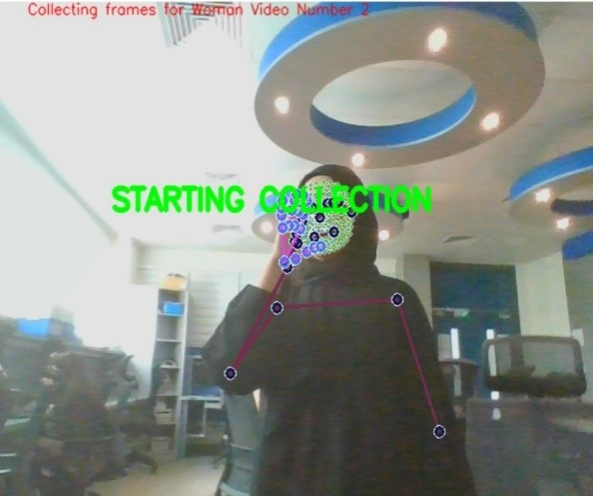 Collecting frames for Woman Video Number 2
STARTING COLLECTION